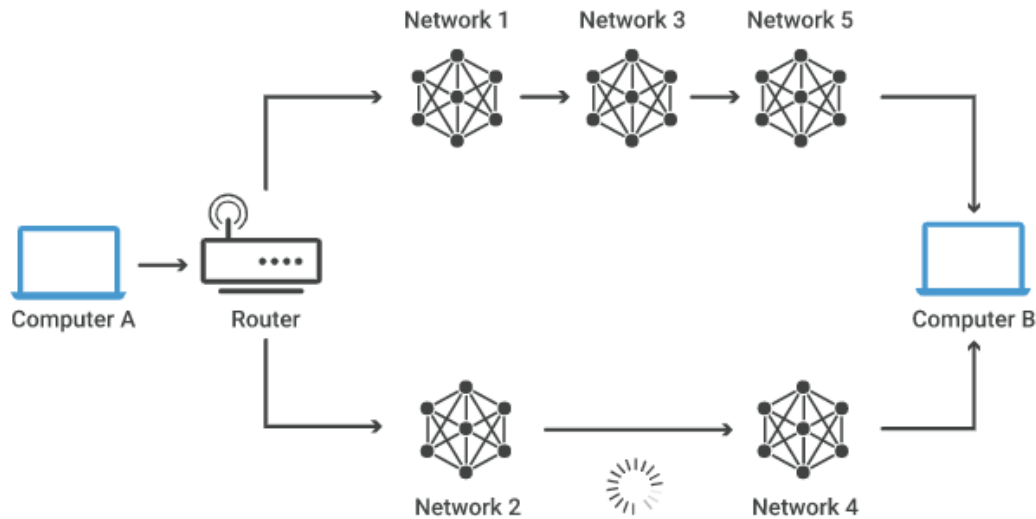 Network 1
Network 3
Network 5
Computer A
Router
Computer B
Network 2
Network 4